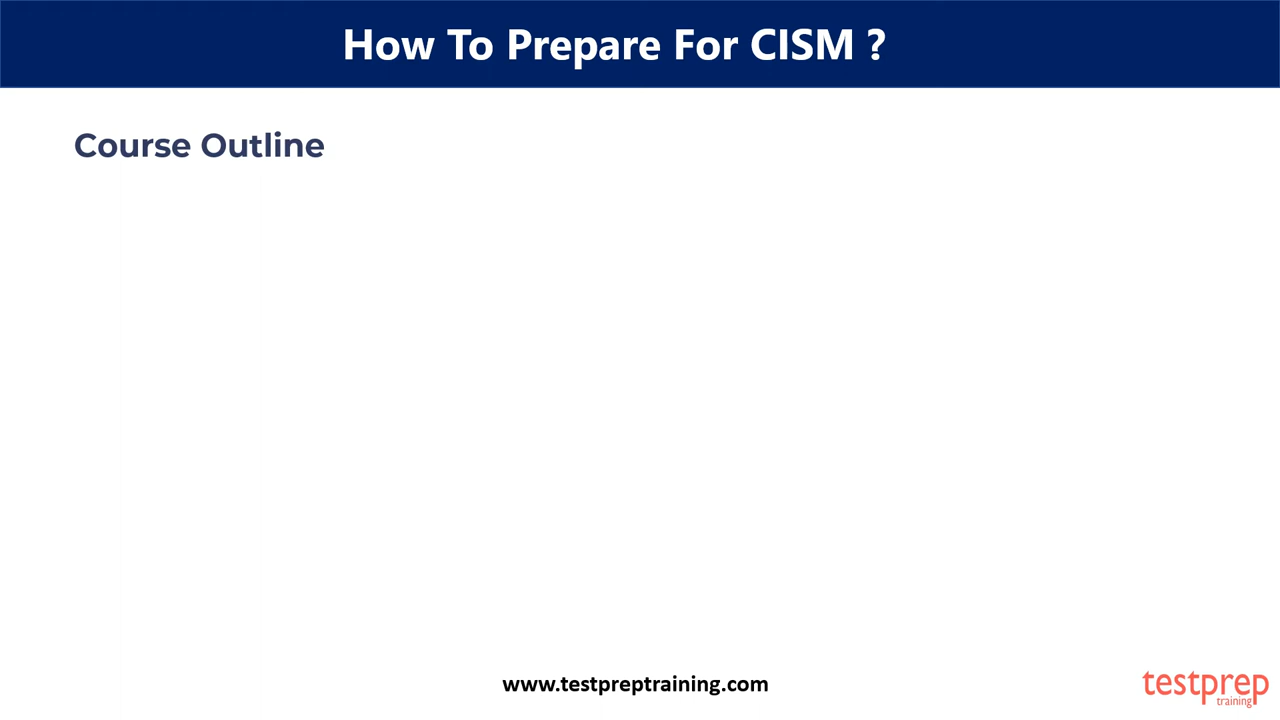 How To Prepare For CISM ?
Course Outline
www.testpreptraining.com
testprep
training